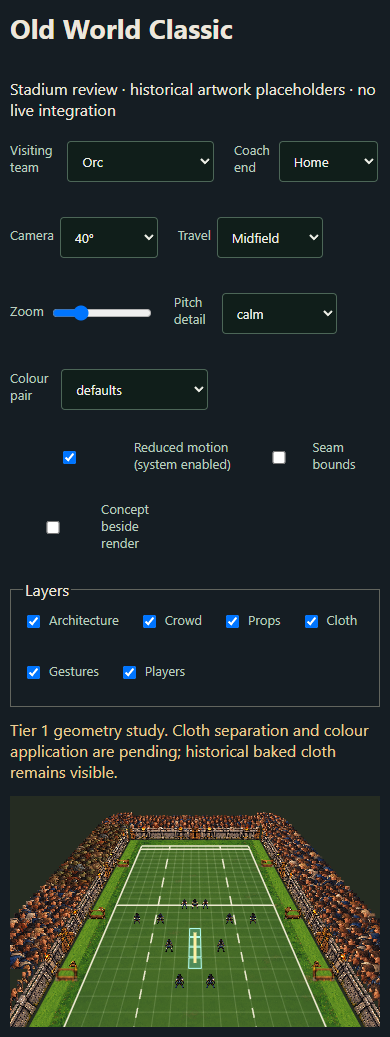 Old World Classic
Stadium review · historical artwork placeholders · no
live integration
Visiting
team
Orc
Coach
end
Home
Camera
40°
Travel
Midfield
Zoom
Pitch
detail
calm
Colour
pair
defaults
Reduced motion
(system enabled)
Seam
bounds
Concept
beside
render
Layers
Architecture
Crowd
Props
Cloth
Gestures
Players
Tier 1 geometry study. Cloth separation and colour
application are pending; historical baked cloth
remains visible.